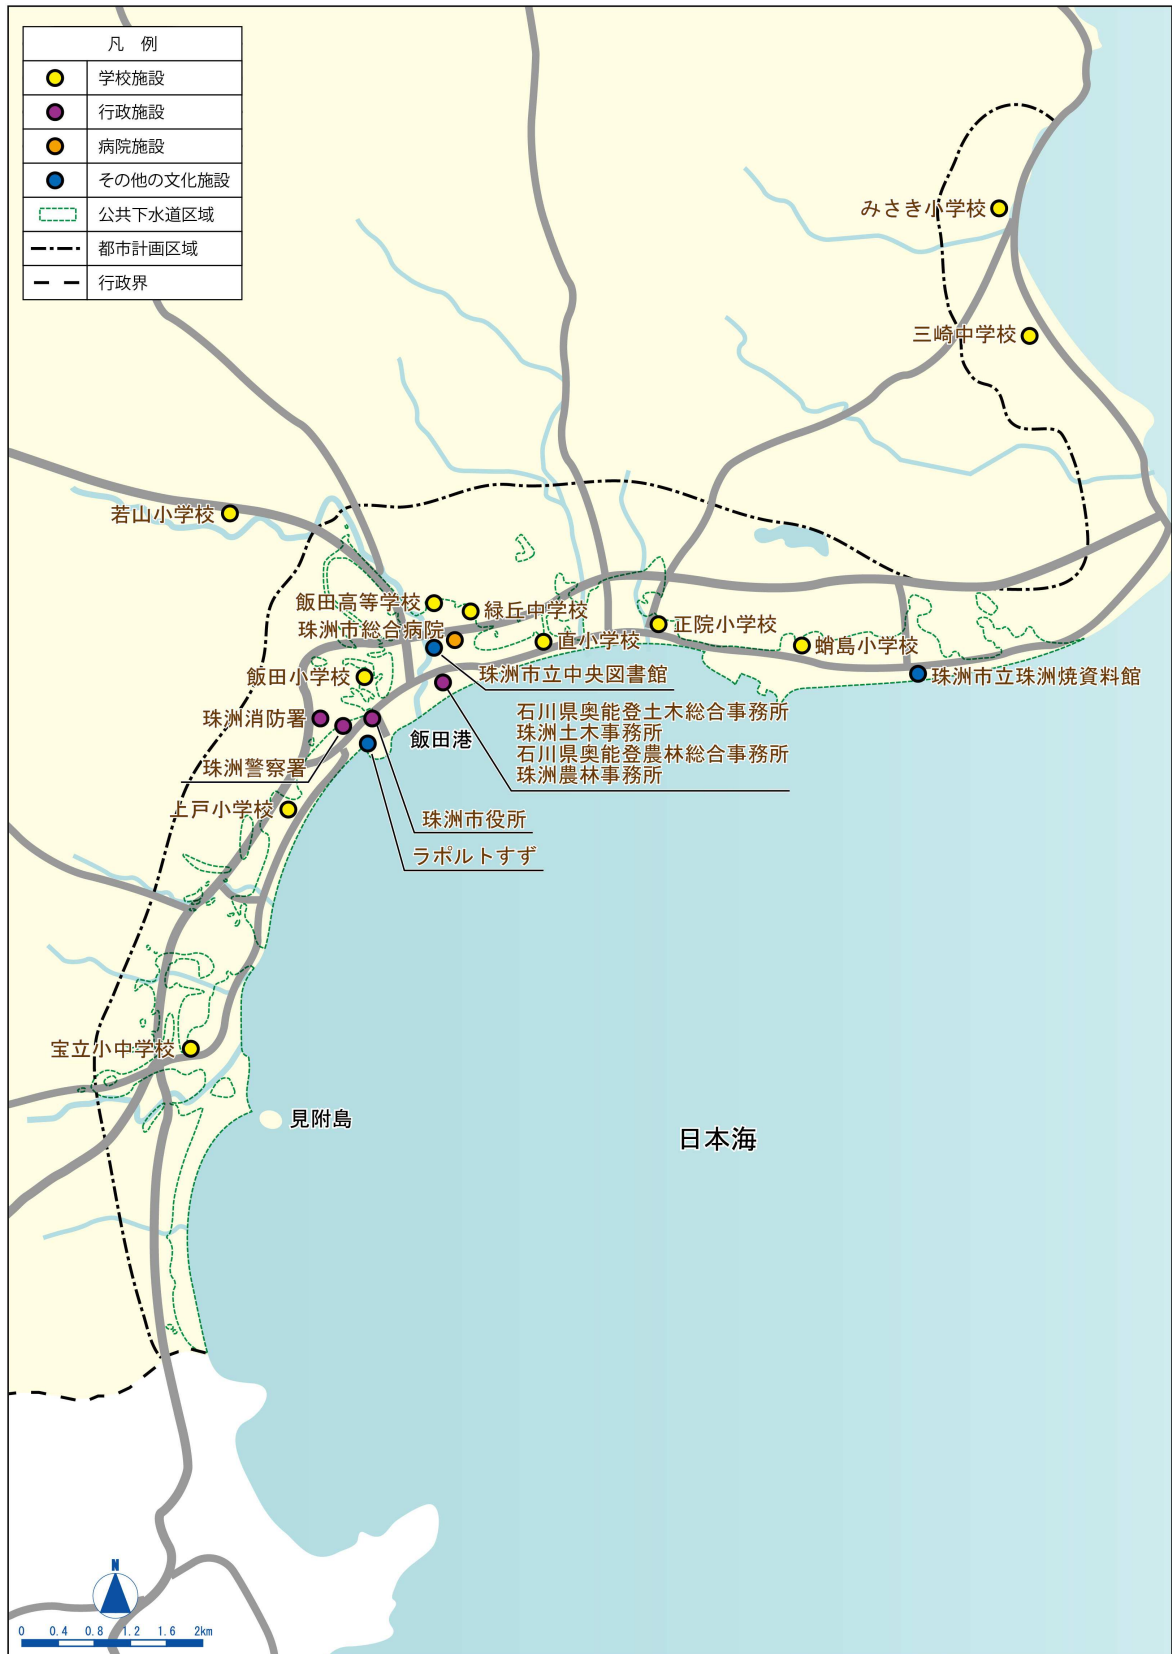 凡　例
学校施設
行政施設
病院施設
その他の文化施設
公共下水道区域
都市計画区域
行政界
みさき小学校
三崎中学校
若山小学校
飯田高等学校
緑丘中学校
珠洲市総合病院
直小学校
正院小学校
蛸島小学校
飯田小学校
珠洲市立中央図書館
珠洲市立珠洲焼資料館
珠洲消防署
飯田港
石川県奥能登土木総合事務所
珠洲土木事務所
石川県奥能登農林総合事務所
珠洲農林事務所
珠洲警察署
上戸小学校
珠洲市役所
ラポルトすず
宝立小中学校
見附島
日本海
N
0 0.4 0.8 1.2 1.6 2km